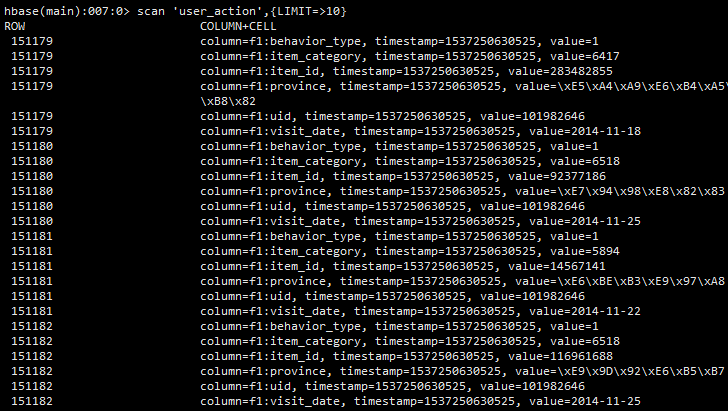 hbase(main):007:0> scan 'user_action',{LIMIT=>10}
ROW COLUMN+CELL
151179 column=f1:behavior_type, timestamp=1537250630525, value=1
151179 column=f1:item_category, timestamp=1537250630525, value=6417
151179 column=f1:item_id, timestamp=1537250630525, value=283482855
151179 column=f1:province, timestamp=1537250630525, value=\xE5\xA4\xA9\xE6\xB4\xA5\
\xB8\x82
151179 column=f1:uid, timestamp=1537250630525, value=101982646
151179 column=f1:visit_date, timestamp=1537250630525, value=2014-11-18
151180 column=f1:behavior_type, timestamp=1537250630525, value=1
151180 column=f1:item_category, timestamp=1537250630525, value=6518
151180 column=f1:item_id, timestamp=1537250630525, value=92377186
151180 column=f1:province, timestamp=1537250630525, value=\xE7\x94\x98\xE8\x82\x83
151180 column=f1:uid, timestamp=1537250630525, value=101982646
151180 column=f1:visit_date, timestamp=1537250630525, value=2014-11-25
151181 column=f1:behavior_type, timestamp=1537250630525, value=1
151181 column=f1:item_category, timestamp=1537250630525, value=5894
151181 column=f1:item_id, timestamp=1537250630525, value=14567141
151181 column=f1:province, timestamp=1537250630525, value=\xE6\xBE\xB3\xE9\x97\xA8
151181 column=f1:uid, timestamp=1537250630525, value=101982646
151181 column=f1:visit_date, timestamp=1537250630525, value=2014-11-22
151182 column=f1:behavior_type, timestamp=1537250630525, value=1
151182 column=f1:item_category, timestamp=1537250630525, value=6518
151182 column=f1:item_id, timestamp=1537250630525, value=116961688
151182 column=f1:province, timestamp=1537250630525, value=\xE9\x9D\x92\xE6\xB5\xB7
151182 column=f1:uid, timestamp=1537250630525, value=101982646
151182 column=f1:visit_date, timestamp=1537250630525, value=2014-11-25